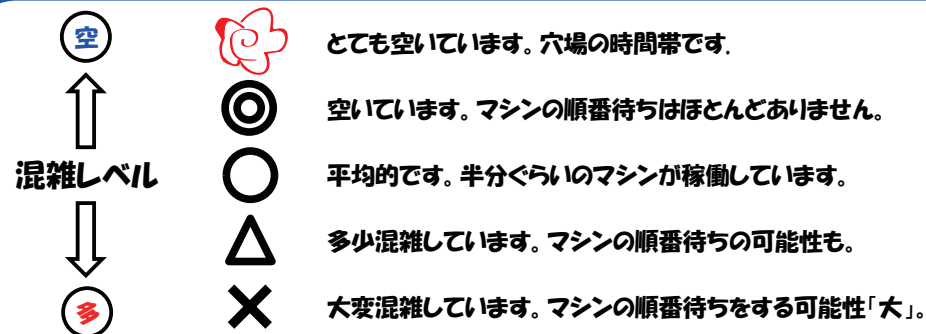 空
とても空いています。穴場の時間帯です.
◎ 空いています。マシンの順番待ちはほとんどありません。
混雑レベル
○ 平均的です。半分ぐらいのマシンが稼働しています。
△ 多少混雑しています。マシンの順番待ちの可能性も。
多
× 大変混雑しています。マシンの順番待ちをする可能性「大」。